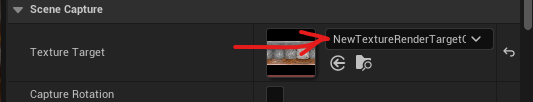 Scene Capture
Texture Target
NewTextureRenderTarget
Capture Rotation